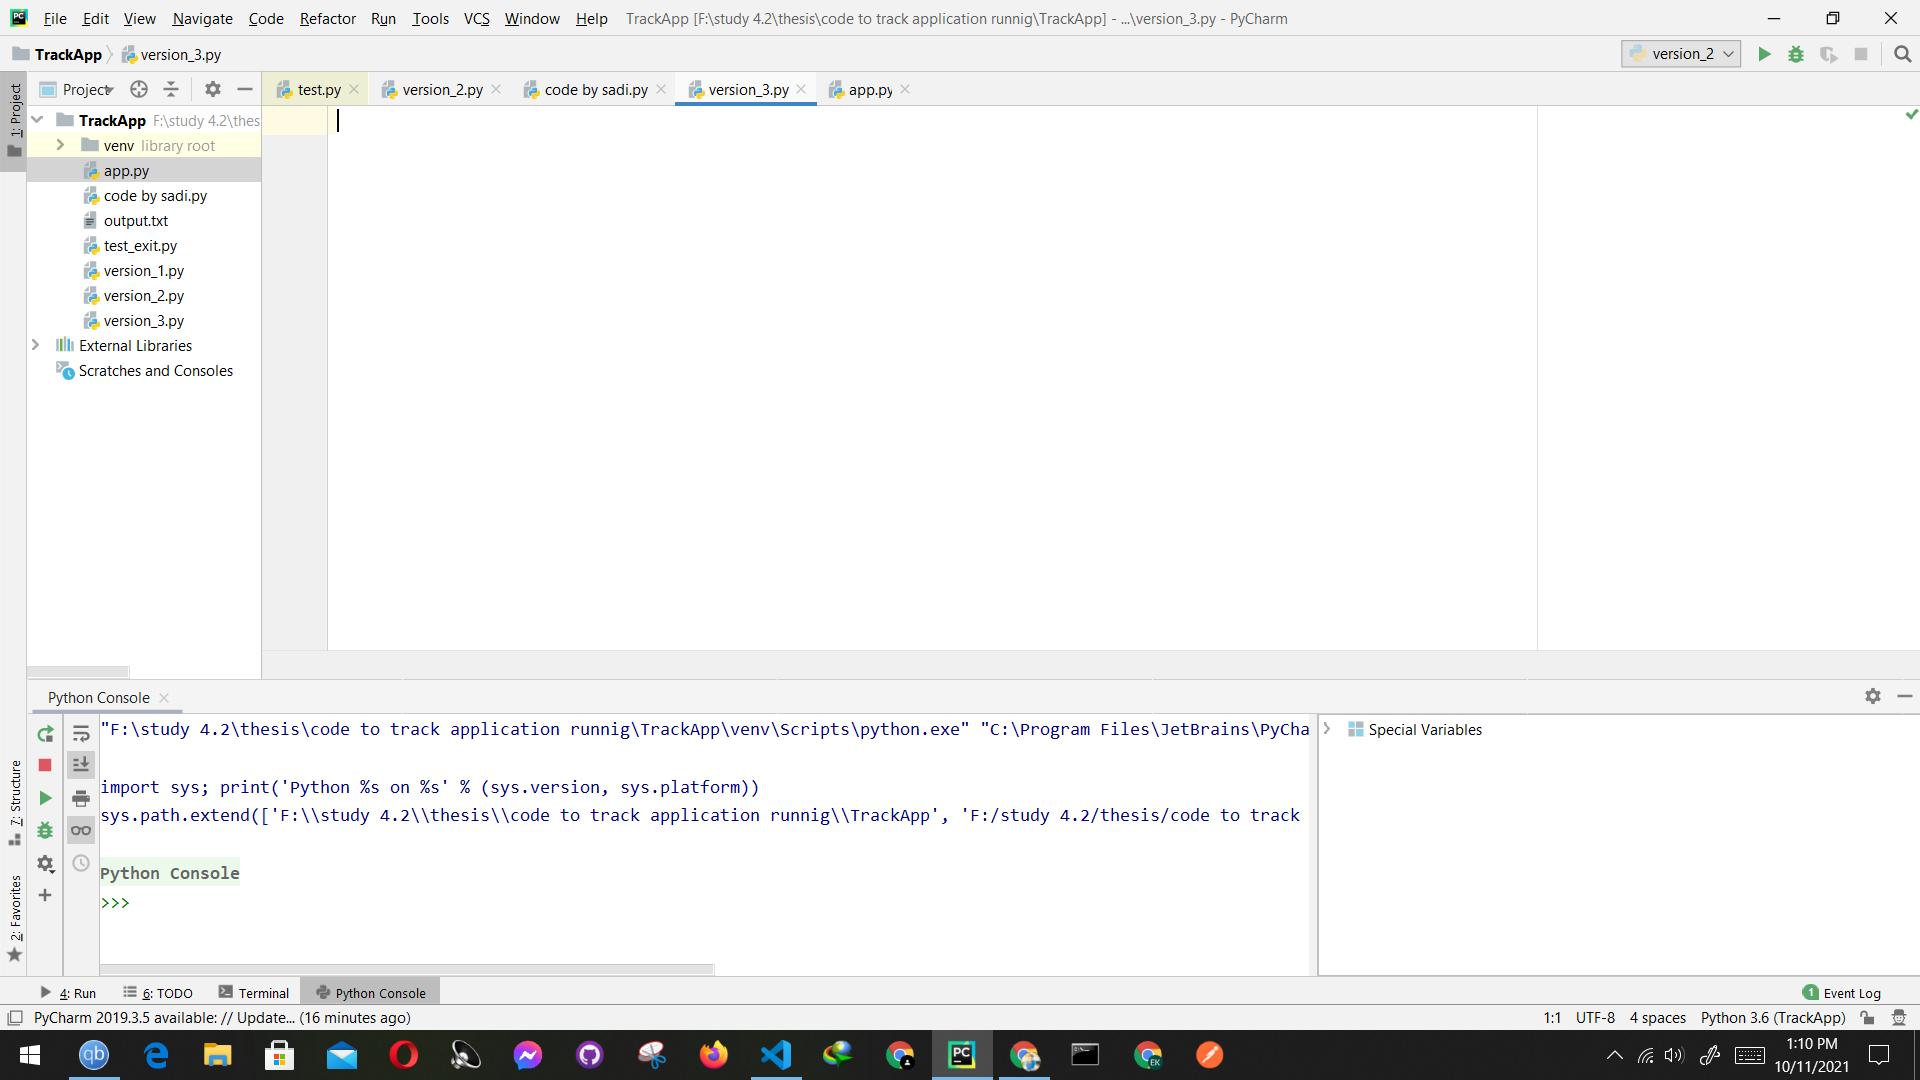 File Edit View Navigate Code Refactor Run Tools VCS Window Help TrackApp [F:\study 4.2\thesis\code to track application runnig\TrackApp] - ...\version_3.py - PyCharm
TrackApp version_3.py version_2
1: Project
Project
test.py version_2.py code by sadi.py version_3.py app.py
TrackApp F:\study 4.2\thes
venv library root
app.py
code by sadi.py
output.txt
test_exit.py
version_1.py
version_2.py
version_3.py
External Libraries
Scratches and Consoles
Python Console
"F:\study 4.2\thesis\code to track application runnig\TrackApp\venv\Scripts\python.exe" "C:\Program Files\JetBrains\PyCha
import sys; print('Python %s on %s' % (sys.version, sys.platform))
sys.path.extend(['F:\\study 4.2\\thesis\\code to track application runnig\\TrackApp', 'F:/study 4.2/thesis/code to track
Python Console
>>>
Special Variables
7: Structure
2: Favorites
4: Run 6: TODO Terminal Python Console 1 Event Log
PyCharm 2019.3.5 available: // Update... (16 minutes ago) 1:1 UTF-8 4 spaces Python 3.6 (TrackApp)
qb PC EK
1:10 PM
10/11/2021